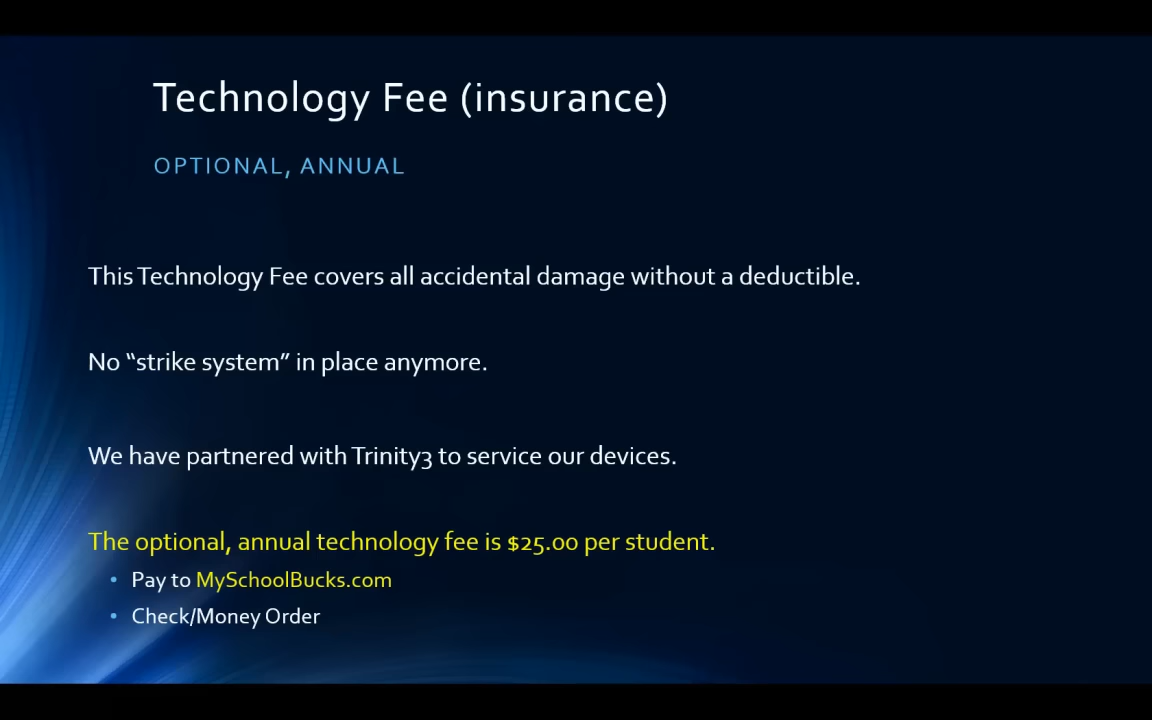 Technology Fee (insurance)
OPTIONAL, ANNUAL
This Technology Fee covers all accidental damage without a deductible.
No “strike system” in place anymore.
We have partnered with Trinity3 to service our devices.
The optional, annual technology fee is $25.00 per student.
• Pay to MySchoolBucks.com
• Check/Money Order